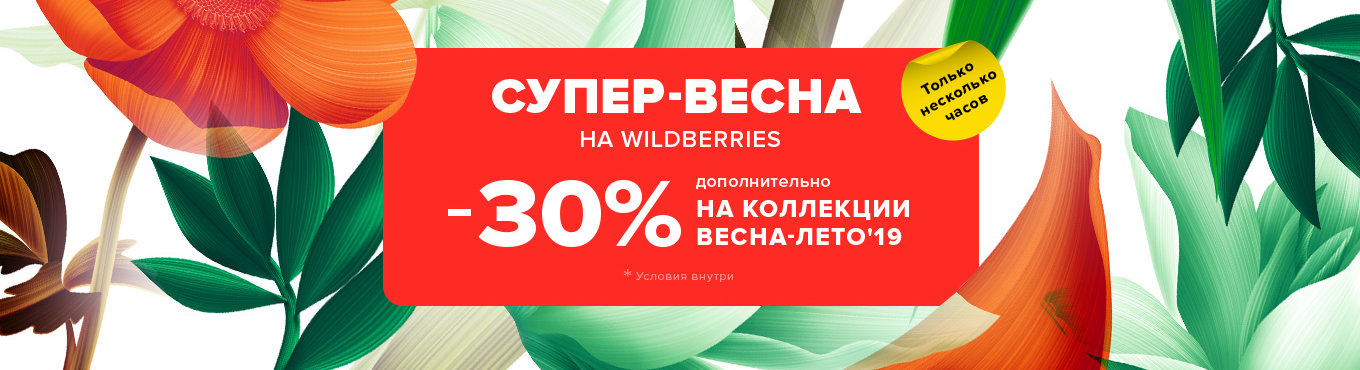 СУПЕР-ВЕСНА
НА WILDBERRIES
Только
несколько
часов
-30%
дополнительно
НА КОЛЛЕКЦИИ
ВЕСНА-ЛЕТО'19
* Условия внутри